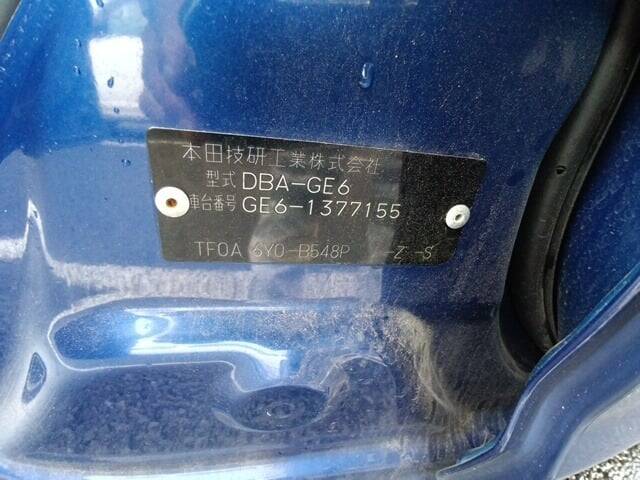 本田技研工業株式会社
型式 DBA-GE6
車台番号 GE6-1377155
TF0A 6Y0-B548P -Z -S